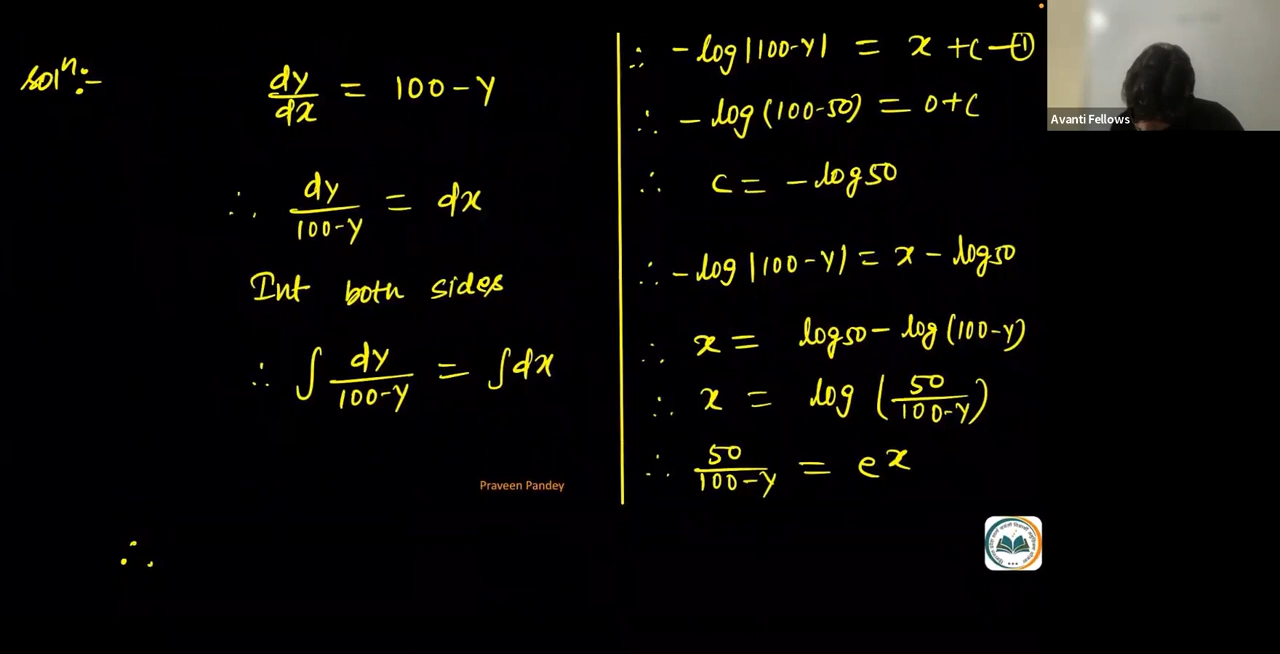 Solⁿ:-
dy/dx = 100 - y
∴ dy/(100-y) = dx
Int both sides
∴ ∫ dy/(100-y) = ∫dx
Praveen Pandey
∴
∴ -log|100-y| = x + c —①
∴ -log(100-50) = 0+c
∴ c = -log50
∴ -log|100-y| = x - log50
∴ x = log50 - log(100-y)
∴ x = log (50/(100-y))
∴ 50/(100-y) = eˣ
Avanti Fellows